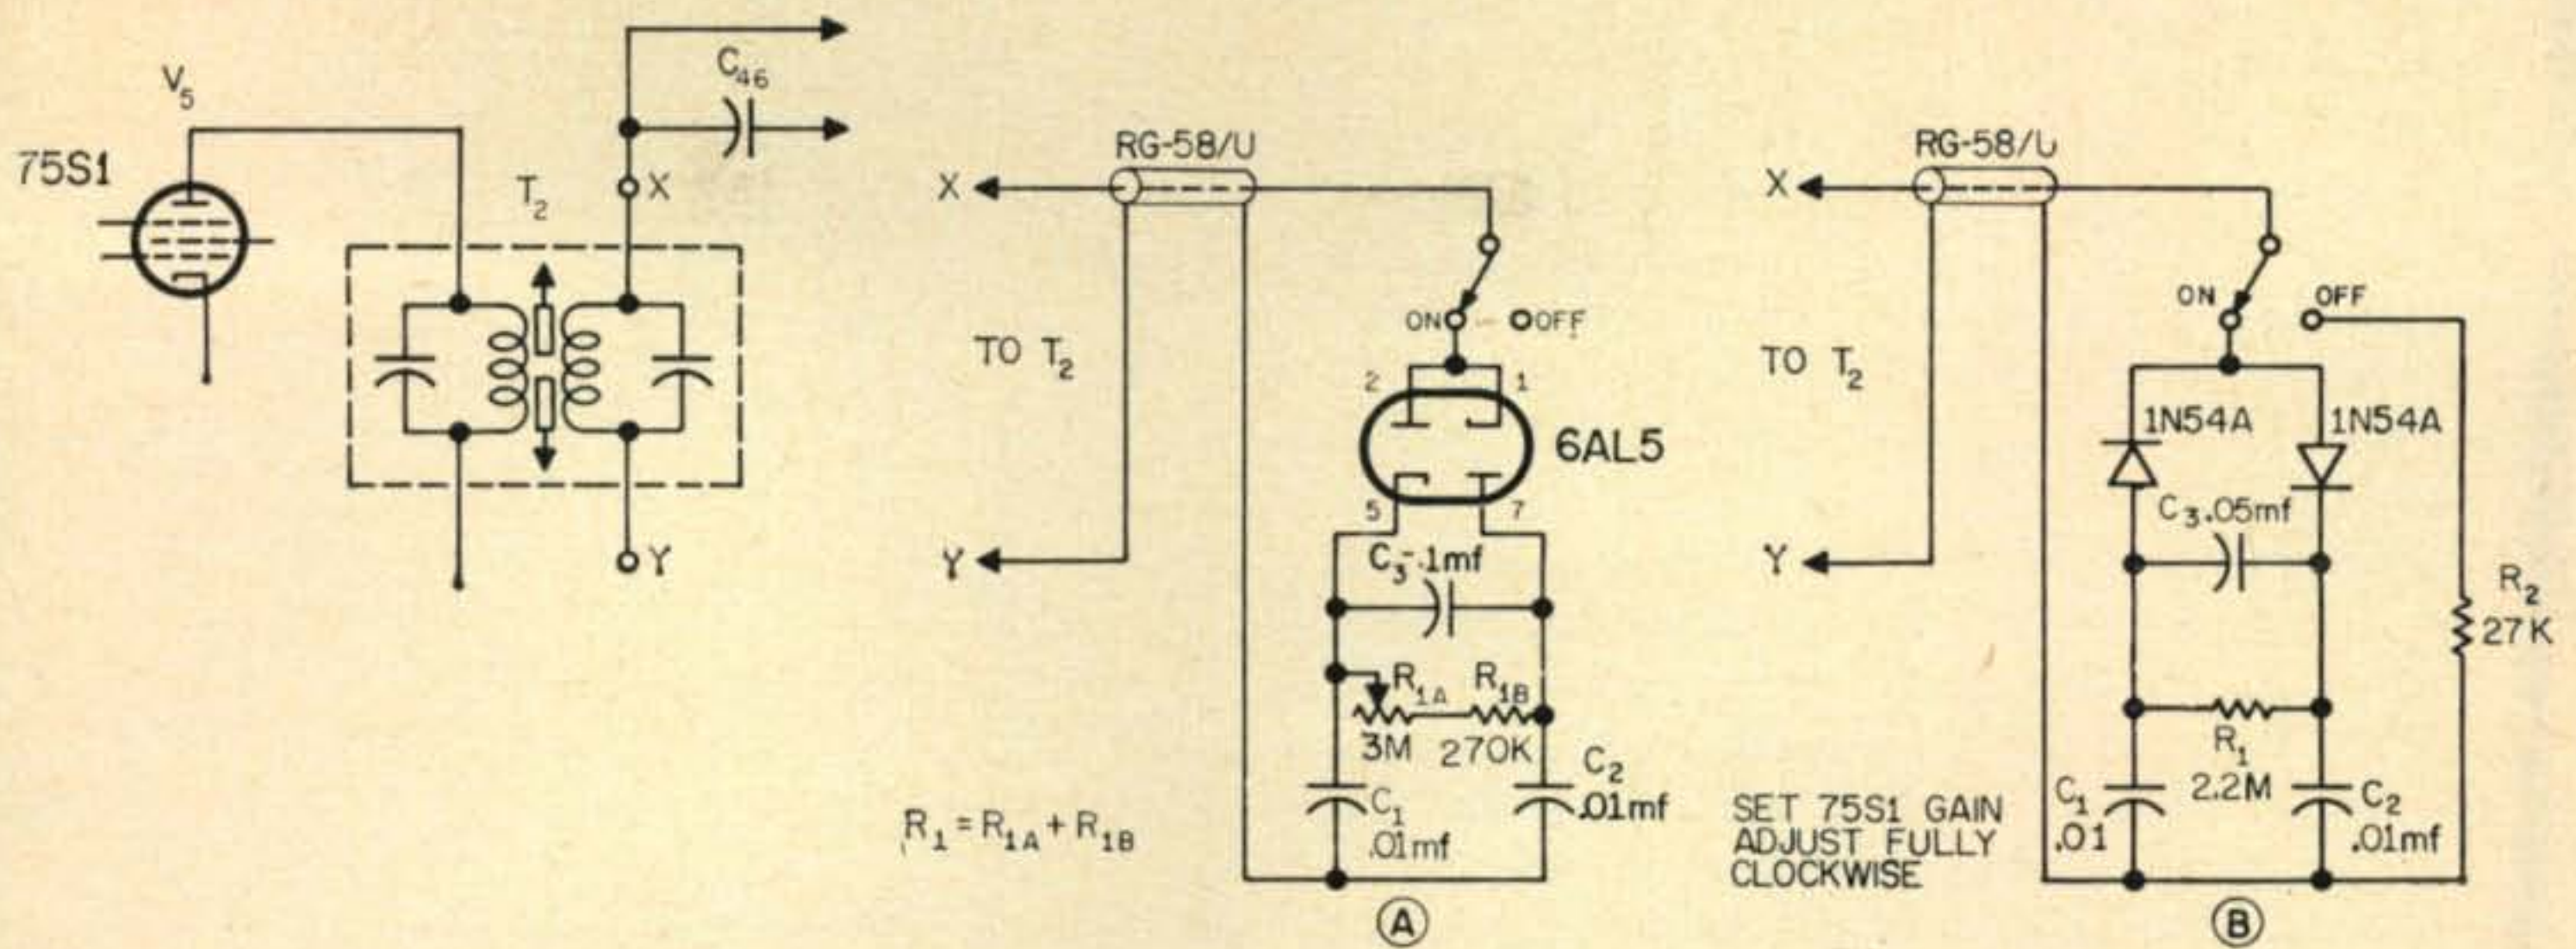 V5
75S1
T2
C46
X
Y
RG-58/U
X
TO T2
Y
ON
OFF
2
1
6AL5
5
7
C3-.1mf
R1A
R1B
3M
270K
C1
.01mf
C2
.01mf
R1 = R1A + R1B
A
RG-58/U
X
TO T2
Y
ON
OFF
1N54A
1N54A
C3 .05mf
R2
27K
R1
2.2M
C1
.01
C2
.01mf
SET 75S1 GAIN
ADJUST FULLY
CLOCKWISE
B